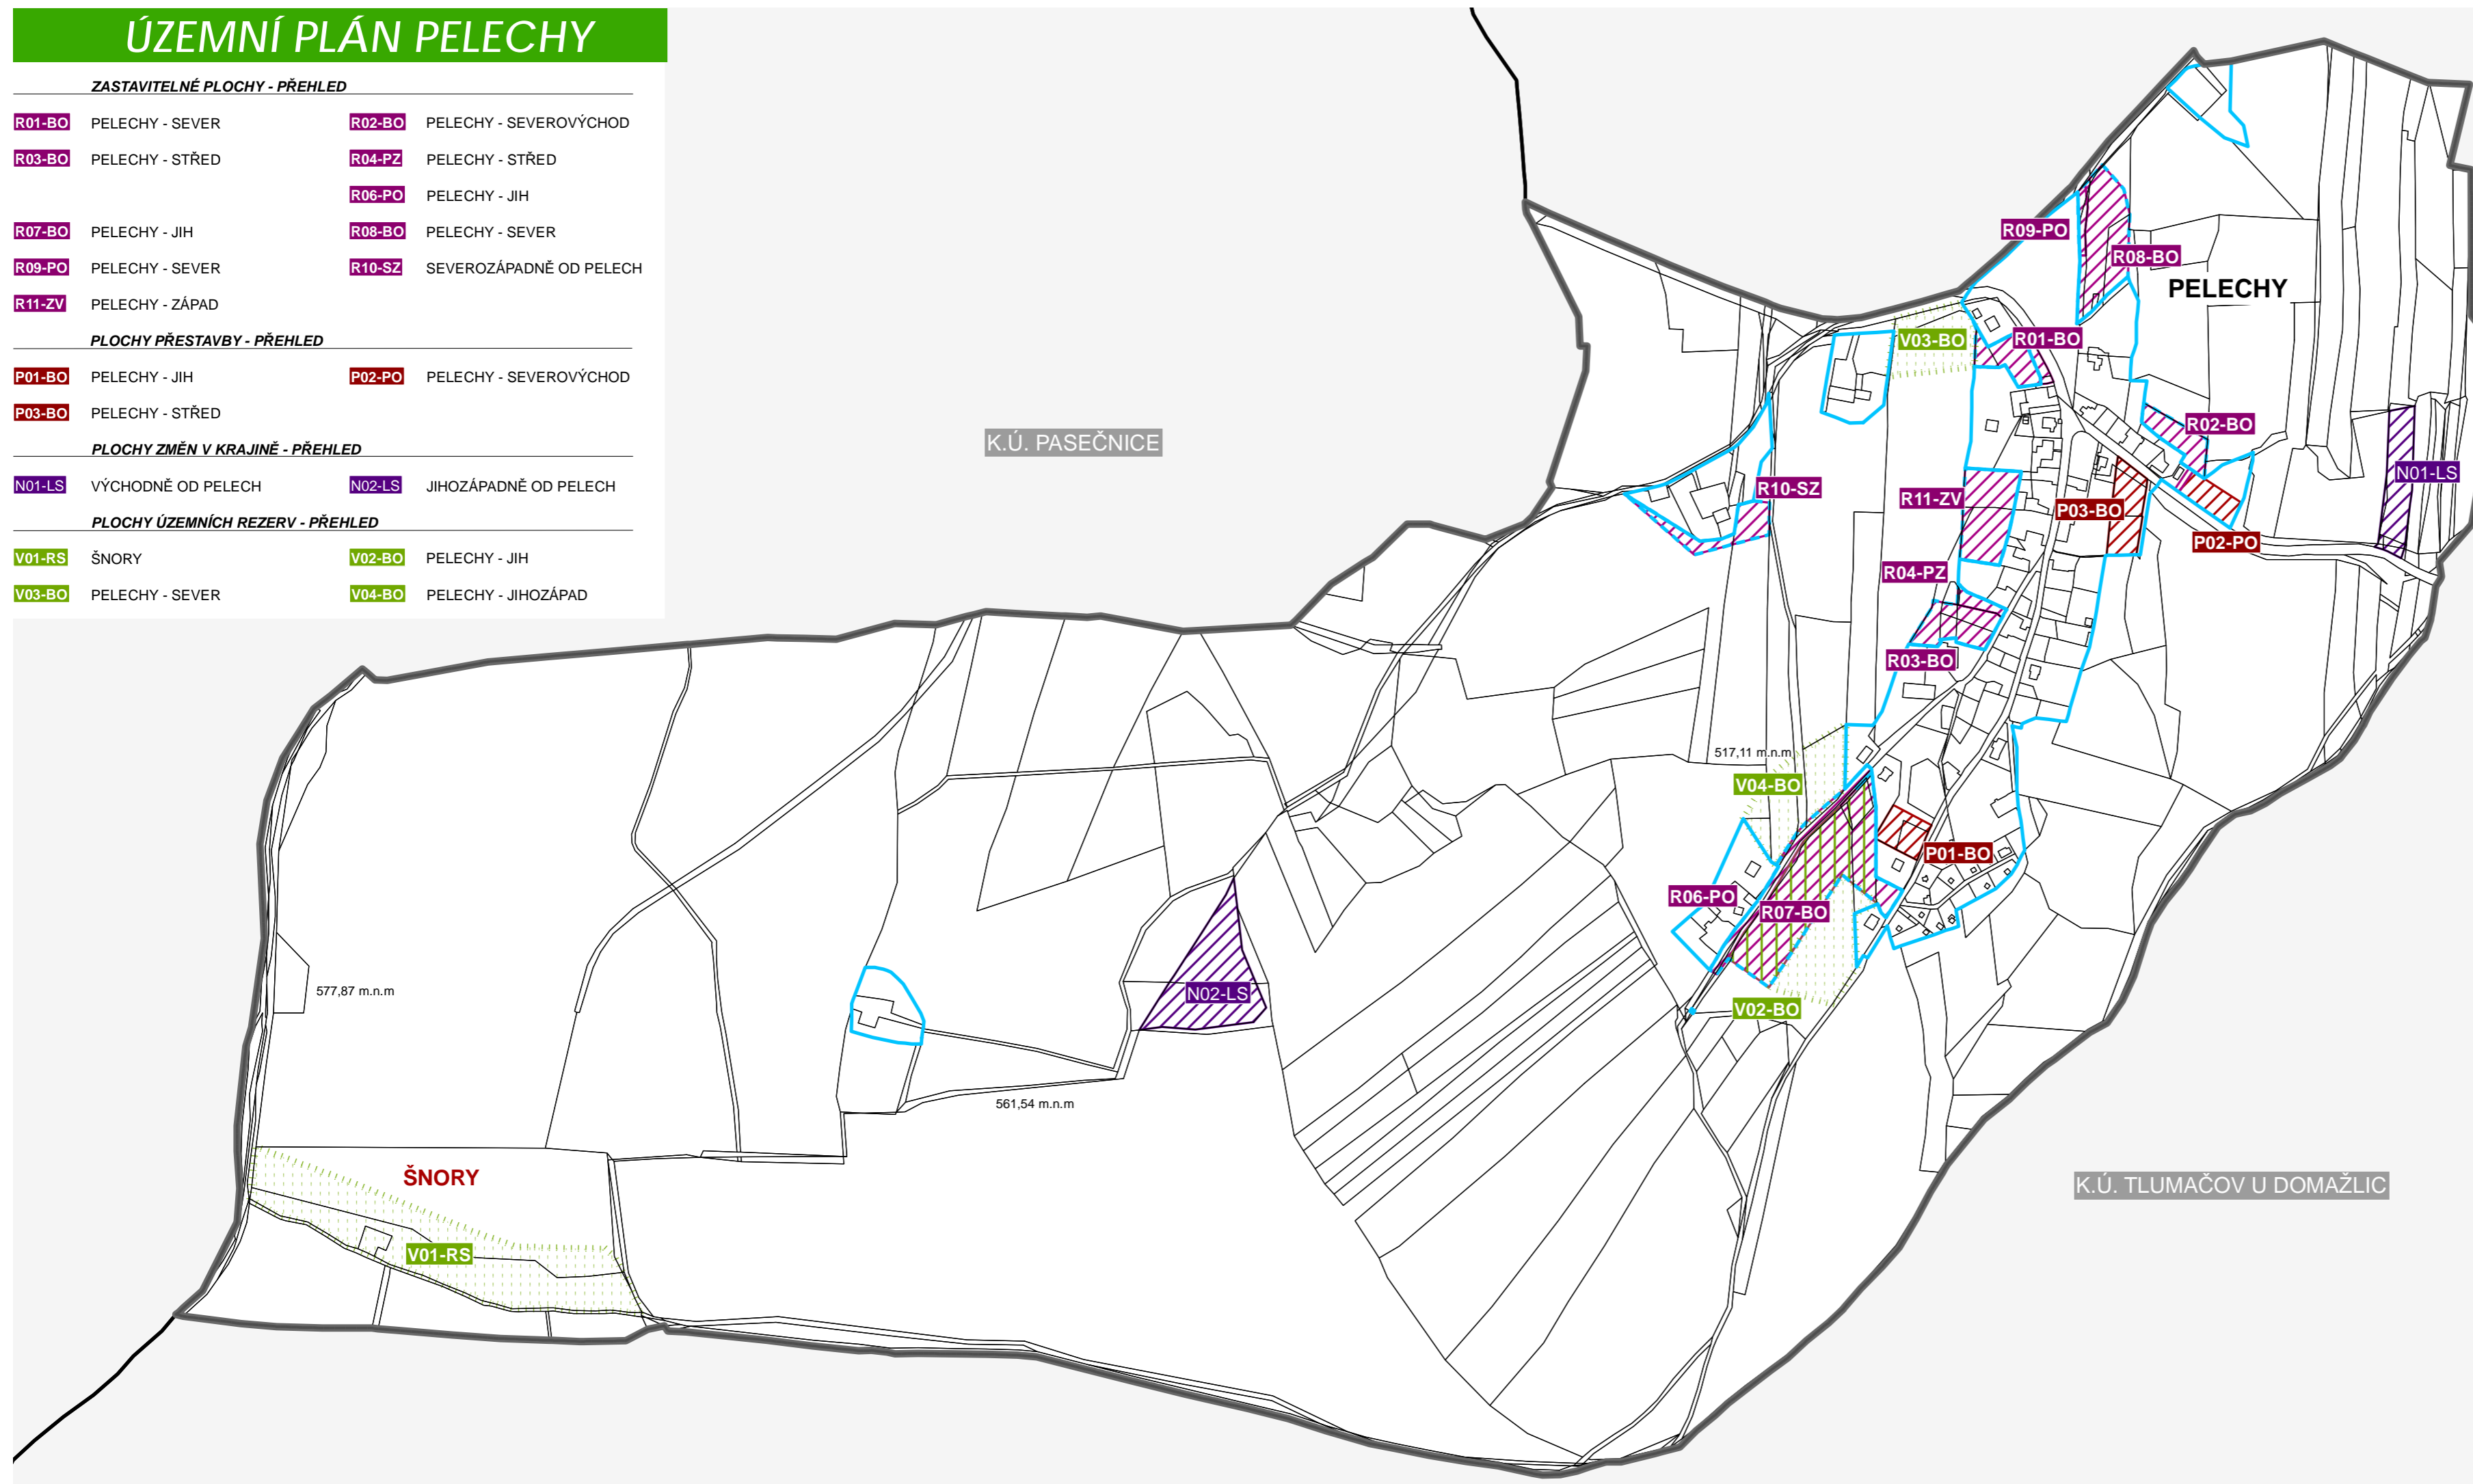 ÚZEMNÍ PLÁN PELECHY
ZASTAVITELNÉ PLOCHY - PŘEHLED
R01-BO PELECHY - SEVER R02-BO PELECHY - SEVEROVÝCHOD
R03-BO PELECHY - STŘED R04-PZ PELECHY - STŘED
R06-PO PELECHY - JIH
R07-BO PELECHY - JIH R08-BO PELECHY - SEVER
R09-PO PELECHY - SEVER R10-SZ SEVEROZÁPADNĚ OD PELECH
R11-ZV PELECHY - ZÁPAD
PLOCHY PŘESTAVBY - PŘEHLED
P01-BO PELECHY - JIH P02-PO PELECHY - SEVEROVÝCHOD
P03-BO PELECHY - STŘED
PLOCHY ZMĚN V KRAJINĚ - PŘEHLED
N01-LS VÝCHODNĚ OD PELECH N02-LS JIHOZÁPADNĚ OD PELECH
PLOCHY ÚZEMNÍCH REZERV - PŘEHLED
V01-RS ŠNORY V02-BO PELECHY - JIH
V03-BO PELECHY - SEVER V04-BO PELECHY - JIHOZÁPAD
R09-PO
R08-BO
PELECHY
V03-BO
R01-BO
R02-BO
K.Ú. PASEČNICE
N01-LS
R10-SZ
R11-ZV
P03-BO
P02-PO
R04-PZ
R03-BO
517,11 m.n.m
V04-BO
P01-BO
R06-PO
R07-BO
577,87 m.n.m
N02-LS
V02-BO
561,54 m.n.m
ŠNORY
K.Ú. TLUMAČOV U DOMAŽLIC
V01-RS